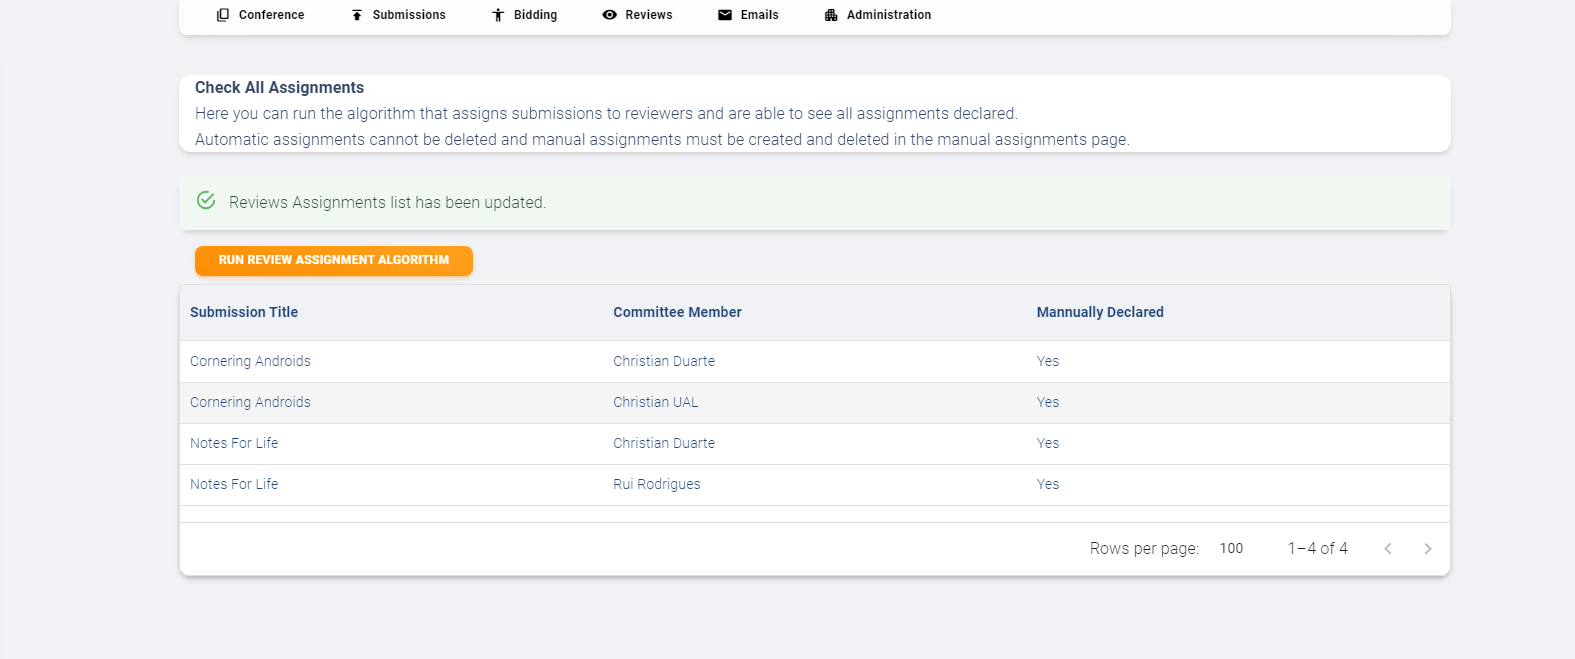 Conference Submissions Bidding Reviews Emails Administration
Check All Assignments
Here you can run the algorithm that assigns submissions to reviewers and are able to see all assignments declared.
Automatic assignments cannot be deleted and manual assignments must be created and deleted in the manual assignments page.
Reviews Assignments list has been updated.
RUN REVIEW ASSIGNMENT ALGORITHM
Submission Title Committee Member Mannually Declared
Cornering Androids Christian Duarte Yes
Cornering Androids Christian UAL Yes
Notes For Life Christian Duarte Yes
Notes For Life Rui Rodrigues Yes
Rows per page: 100 1–4 of 4